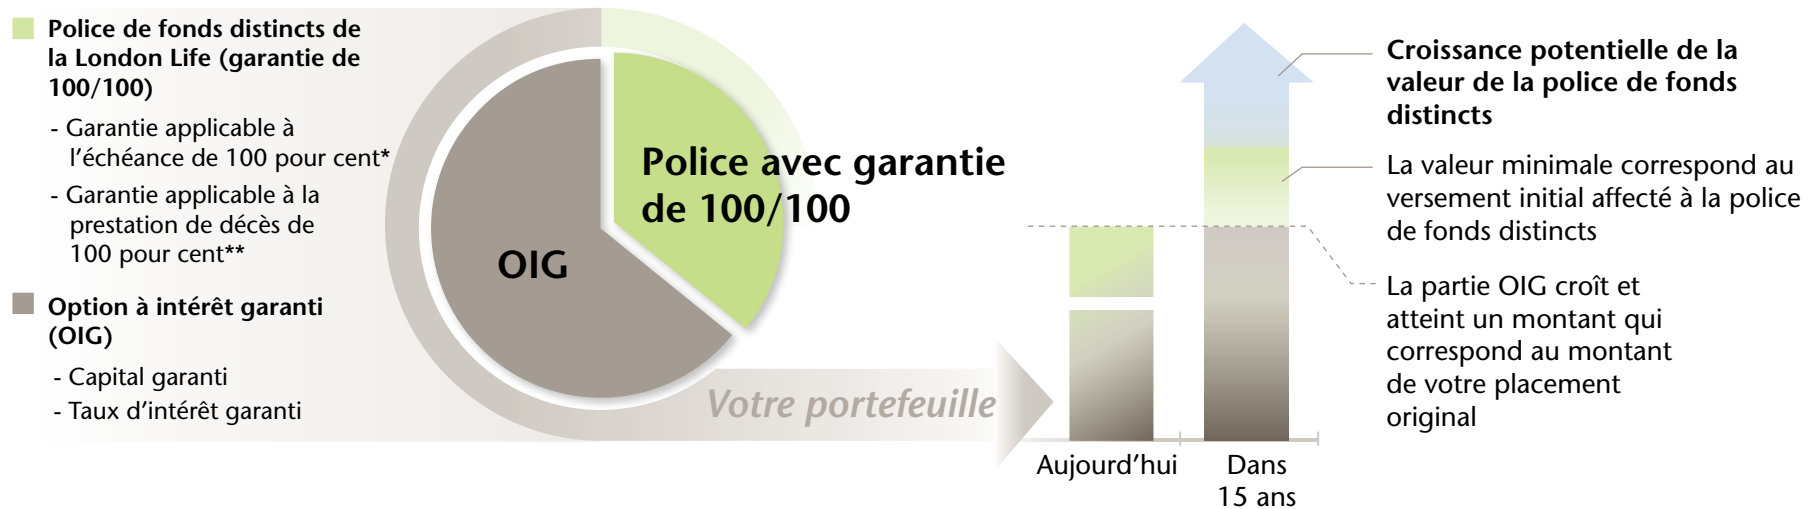 Police de fonds distincts de
la London Life (garantie de
100/100)
- Garantie applicable à
l’échéance de 100 pour cent*
- Garantie applicable à la
prestation de décès de
100 pour cent**
Option à intérêt garanti
(OIG)
- Capital garanti
- Taux d’intérêt garanti
Police avec garantie
de 100/100
OIG
Votre portefeuille
Aujourd’hui
Dans
15 ans
Croissance potentielle de la
valeur de la police de fonds
distincts
La valeur minimale correspond au
versement initial affecté à la police
de fonds distincts
La partie OIG croît et
atteint un montant qui
correspond au montant
de votre placement
original